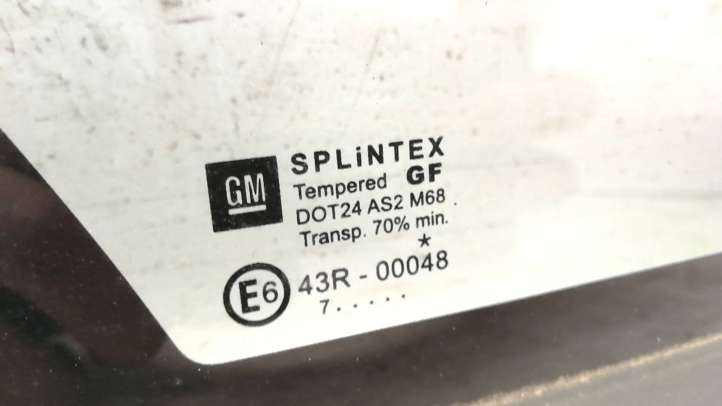 GM
SPLiNTEX
Tempered GF
DOT24 AS2 M68 .
Transp. 70% min.
*
E6 43R - 00048
7.....